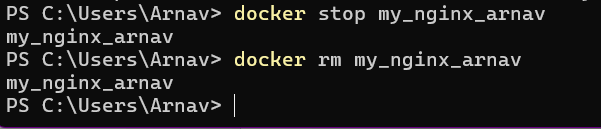 PS C:\Users\Arnav> docker stop my_nginx_arnav
my_nginx_arnav
PS C:\Users\Arnav> docker rm my_nginx_arnav
my_nginx_arnav
PS C:\Users\Arnav>